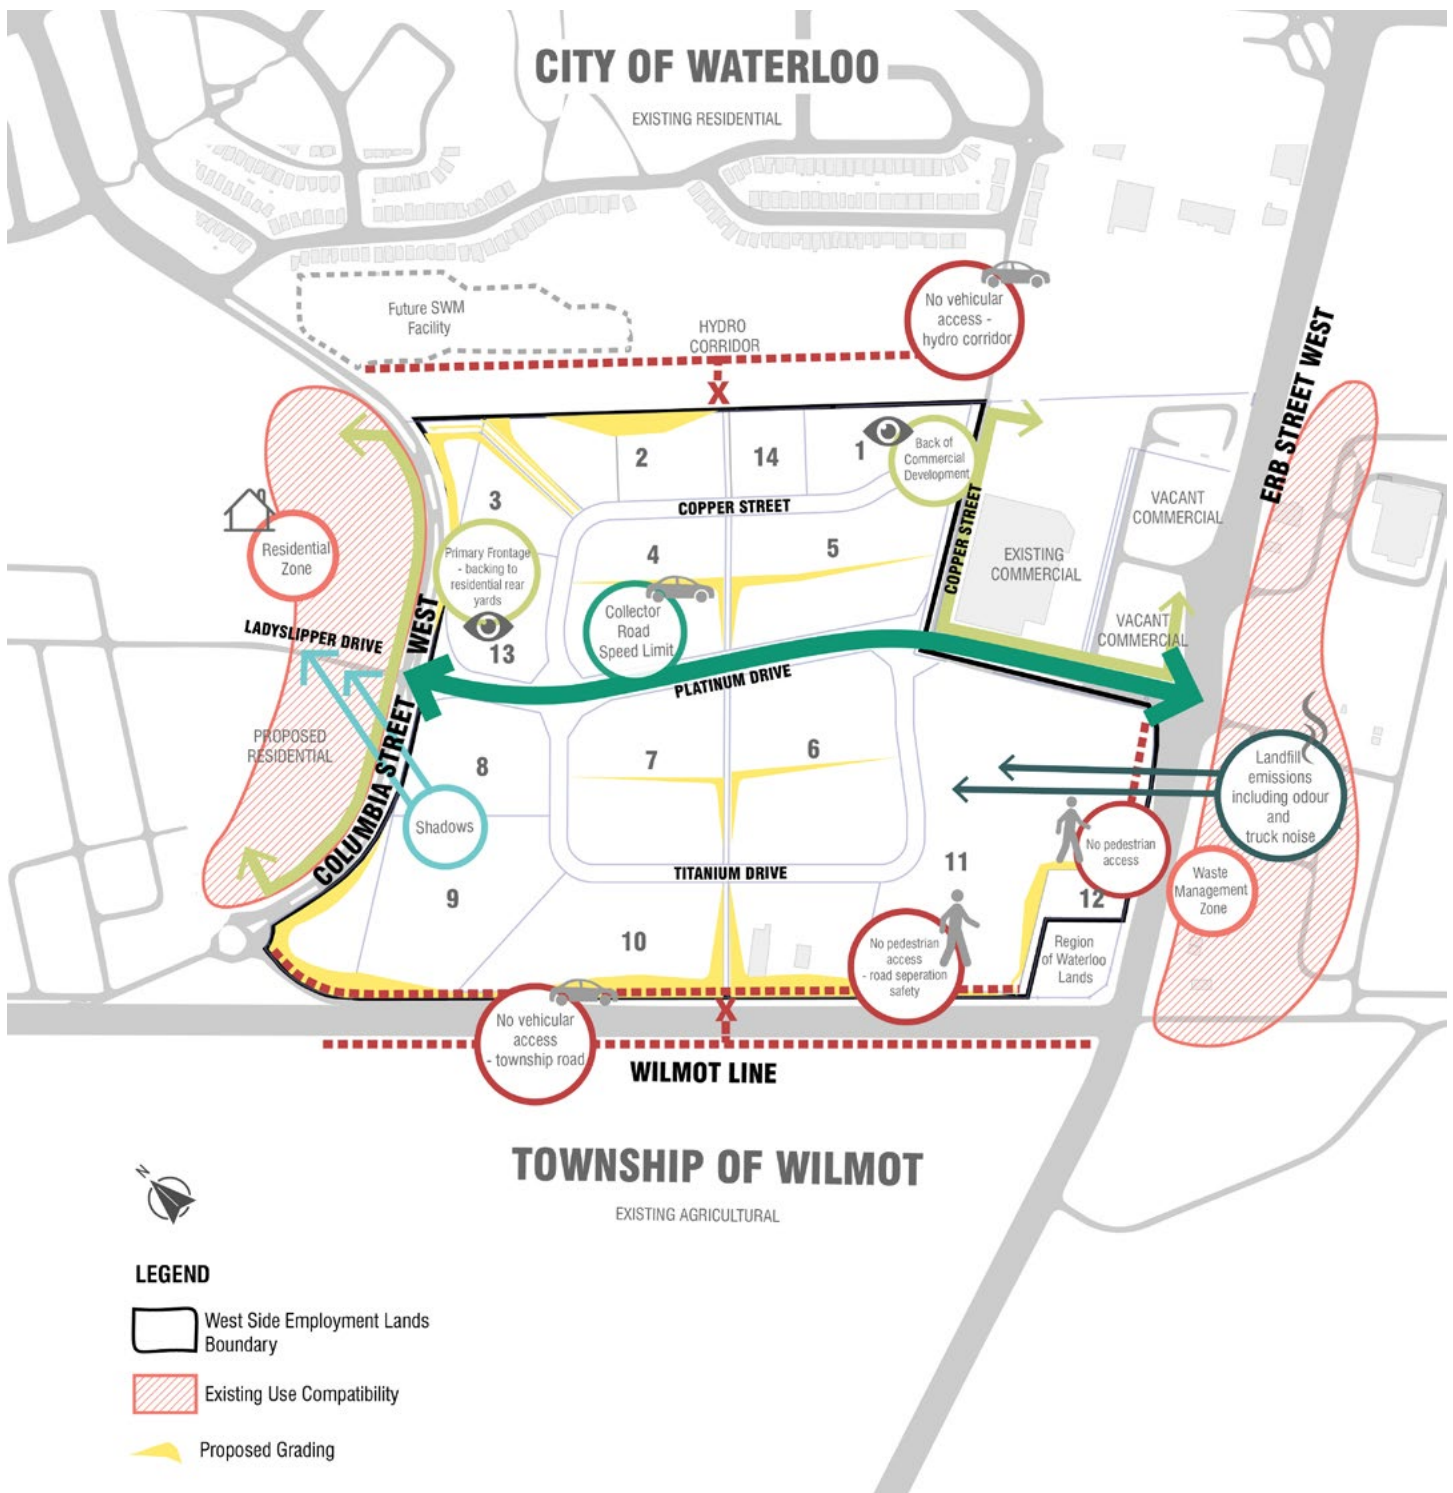 CITY OF WATERLOO
EXISTING RESIDENTIAL
Future SWM
Facility
HYDRO
CORRIDOR
No vehicular
access -
hydro corridor
ERB STREET WEST
2
14
1
Back of
Commercial
Development
3
COPPER STREET
COPPER STREET
VACANT
COMMERCIAL
Residential
Zone
Primary Frontage
- backing to
residential rear
yards
4
5
EXISTING
COMMERCIAL
Collector
Road
Speed Limit
VACANT
COMMERCIAL
LADYSLIPPER DRIVE
13
PLATINUM DRIVE
COLUMBIA STREET WEST
PROPOSED
RESIDENTIAL
8
7
6
Landfill
emissions
including odour
and
truck noise
Shadows
No pedestrian
access
TITANIUM DRIVE
11
Waste
Management
Zone
9
12
10
No pedestrian
access
- road seperation
safety
Region
of Waterloo
Lands
X
X
No vehicular
access
- township road
WILMOT LINE
TOWNSHIP OF WILMOT
EXISTING AGRICULTURAL
N
LEGEND
West Side Employment Lands
Boundary
Existing Use Compatibility
Proposed Grading